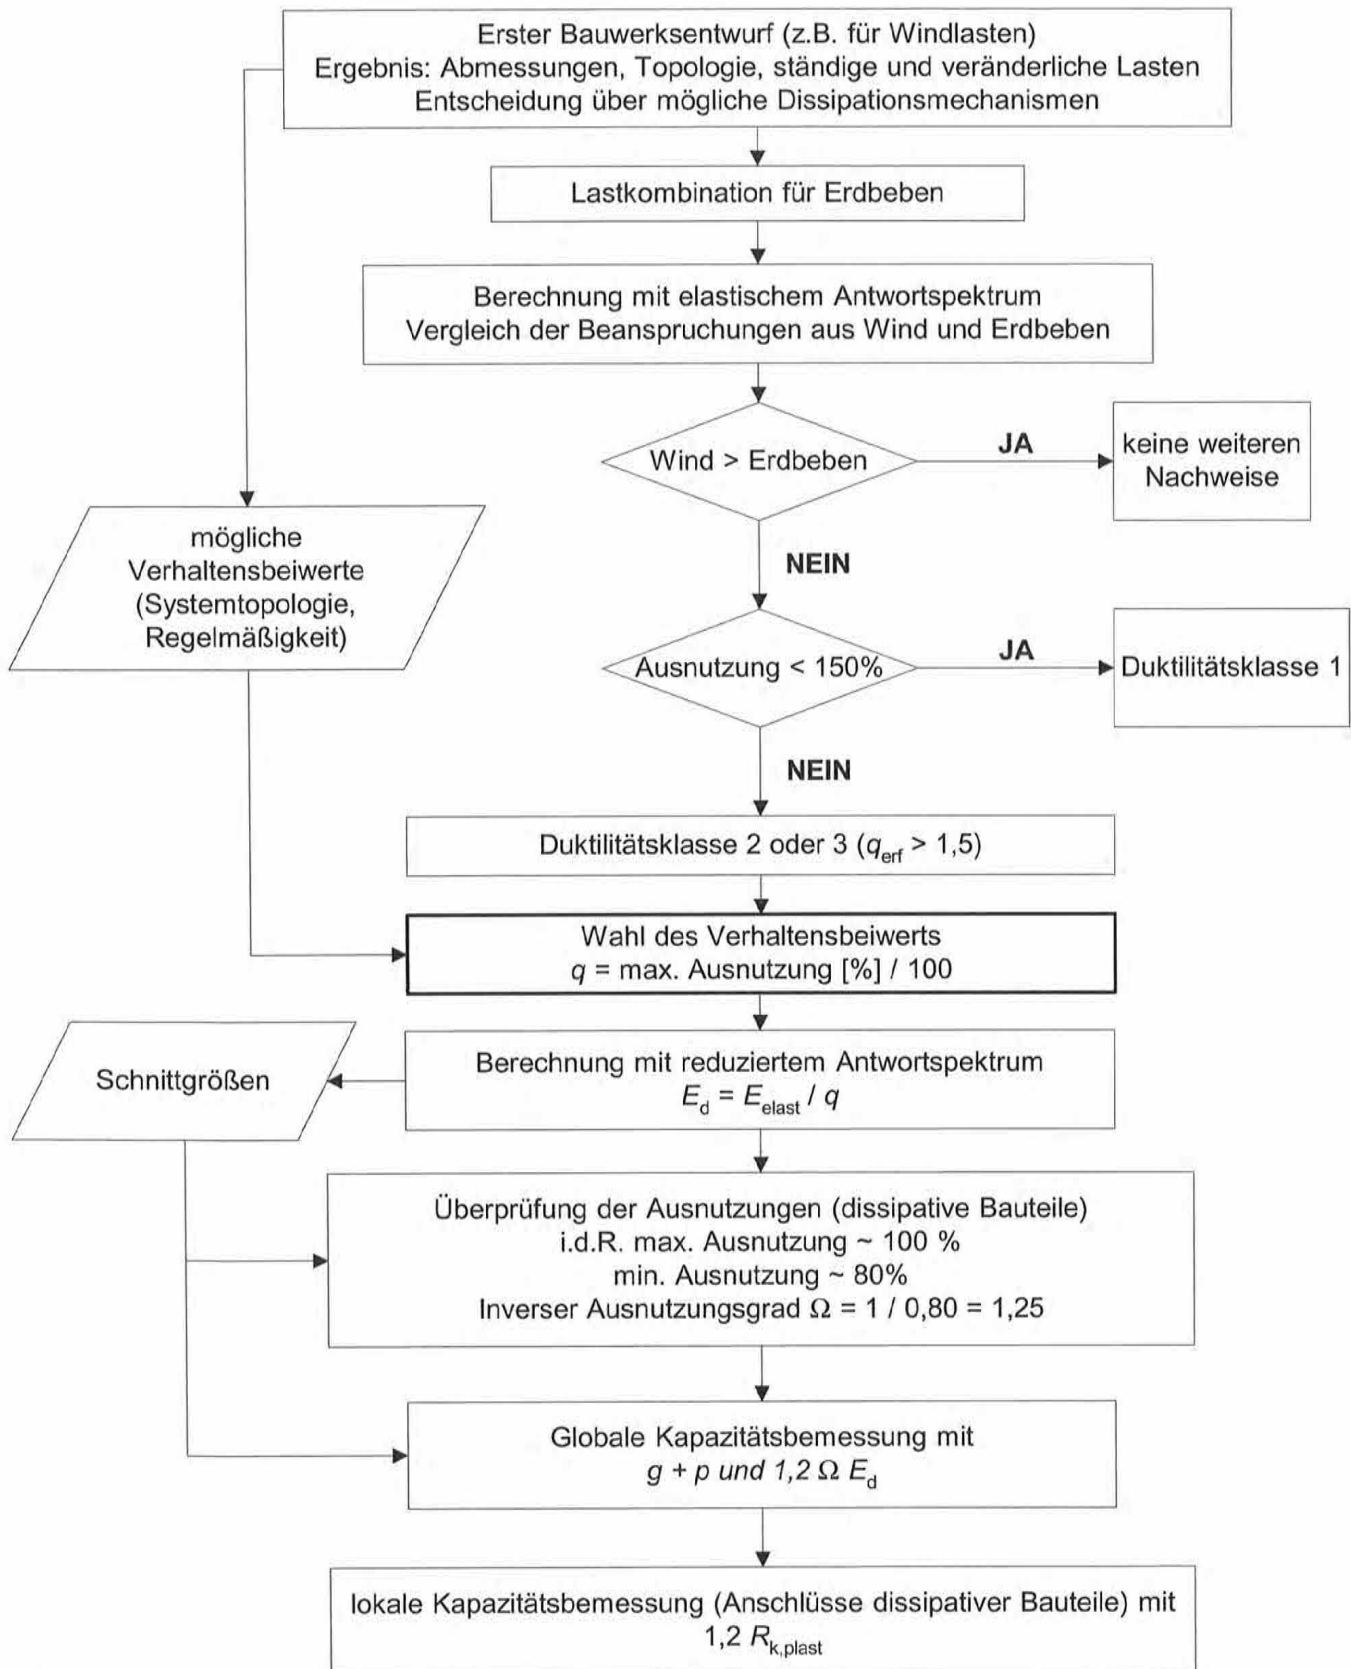 Erster Bauwerksentwurf (z.B. für Windlasten)
Ergebnis: Abmessungen, Topologie, ständige und veränderliche Lasten
Entscheidung über mögliche Dissipationsmechanismen
Lastkombination für Erdbeben
Berechnung mit elastischem Antwortspektrum
Vergleich der Beanspruchungen aus Wind und Erdbeben
Wind > Erdbeben
JA
keine weiteren
Nachweise
NEIN
mögliche
Verhaltensbeiwerte
(Systemtopologie,
Regelmäßigkeit)
Ausnutzung < 150%
JA
Duktilitätsklasse 1
NEIN
Duktilitätsklasse 2 oder 3 (q_erf > 1,5)
Wahl des Verhaltensbeiwerts
q = max. Ausnutzung [%] / 100
Schnittgrößen
Berechnung mit reduziertem Antwortspektrum
E_d = E_elast / q
Überprüfung der Ausnutzungen (dissipative Bauteile)
i.d.R. max. Ausnutzung ~ 100 %
min. Ausnutzung ~ 80%
Inverser Ausnutzungsgrad Ω = 1 / 0,80 = 1,25
Globale Kapazitätsbemessung mit
g + p und 1,2 Ω E_d
lokale Kapazitätsbemessung (Anschlüsse dissipativer Bauteile) mit
1,2 R_k,plast